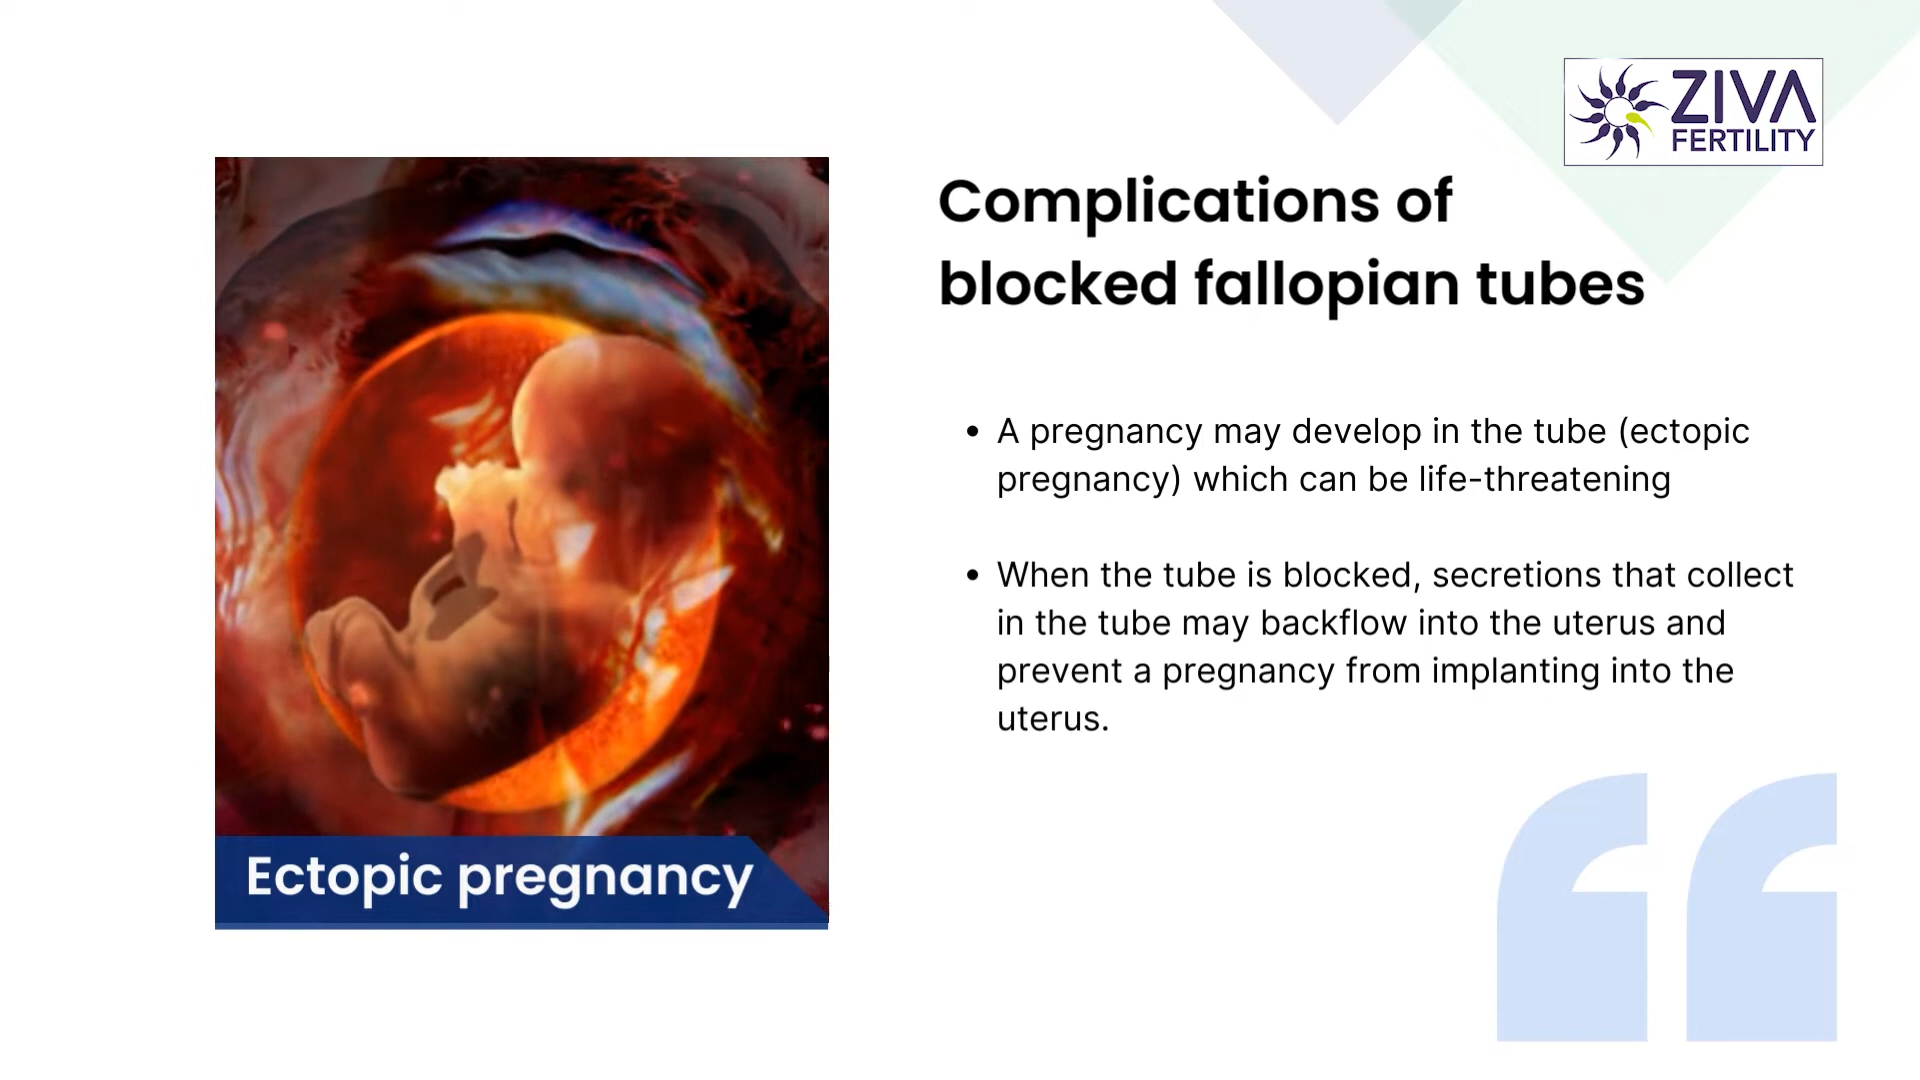 ZIVA
FERTILITY
Complications of
blocked fallopian tubes
• A pregnancy may develop in the tube (ectopic
pregnancy) which can be life-threatening
• When the tube is blocked, secretions that collect
in the tube may backflow into the uterus and
prevent a pregnancy from implanting into the
uterus.
Ectopic pregnancy